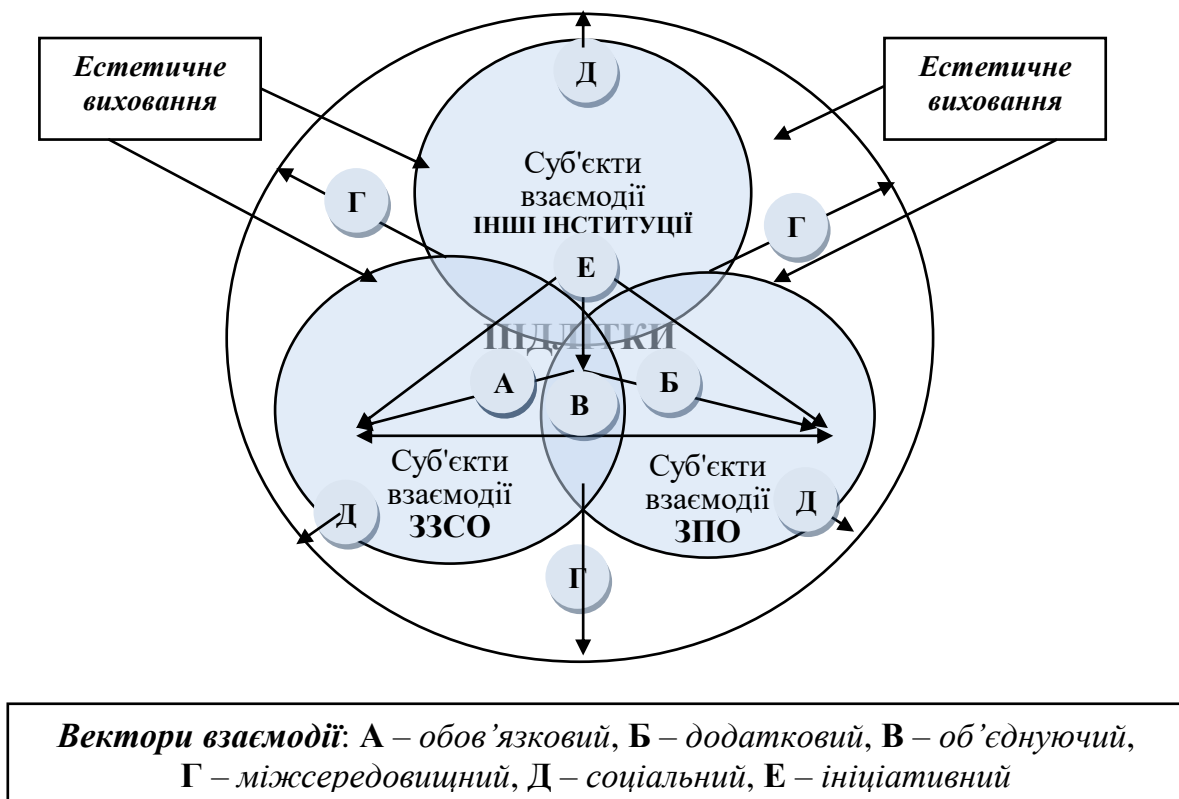 Естетичне
виховання
Естетичне
виховання
Д
Суб'єкти
взаємодії
ІНШІ ІНСТИТУЦІЇ
Г
Г
Е
ПІДЛІТКИ
А
Б
В
Суб'єкти
взаємодії
ЗЗСО
Суб'єкти
взаємодії
ЗПО
Д
Д
Г
Вектори взаємодії: А – обов’язковий, Б – додатковий, В – об’єднуючий,
Г – міжсередовищний, Д – соціальний, Е – ініціативний